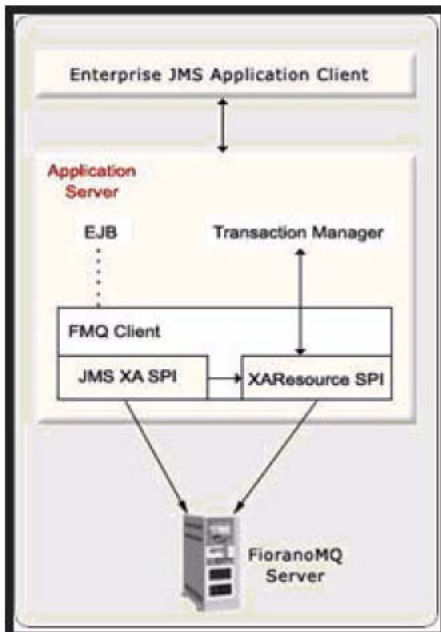 Enterprise JMS Application Client
Application
Server
EJB
Transaction Manager
FMQ Client
JMS XA SPI
XAResource SPI
FioranoMQ
Server